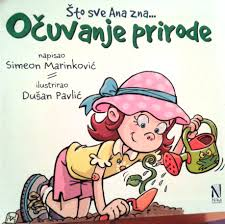 Što sve Ana zna...
Očuvanje prirode
napisao
Simeon Marinković
ilustrirao
Dušan Pavlić
N